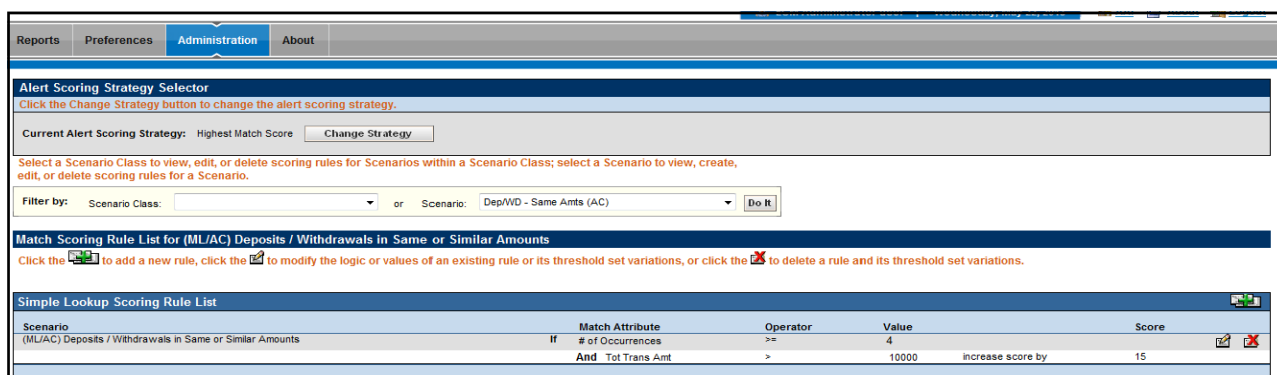 Reports Preferences Administration About
Alert Scoring Strategy Selector
Click the Change Strategy button to change the alert scoring strategy.
Current Alert Scoring Strategy: Highest Match Score Change Strategy
Select a Scenario Class to view, edit, or delete scoring rules for Scenarios within a Scenario Class; select a Scenario to view, create,
edit, or delete scoring rules for a Scenario.
Filter by: Scenario Class: or Scenario: Dep/WD - Same Amts (AC) Do It
Match Scoring Rule List for (ML/AC) Deposits / Withdrawals in Same or Similar Amounts
Click the to add a new rule, click the to modify the logic or values of an existing rule or its threshold set variations, or click the to delete a rule and its threshold set variations.
Simple Lookup Scoring Rule List
Scenario Match Attribute Operator Value Score
(ML/AC) Deposits / Withdrawals in Same or Similar Amounts If # of Occurrences >= 4
And Tot Trans Amt > 10000 increase score by 15